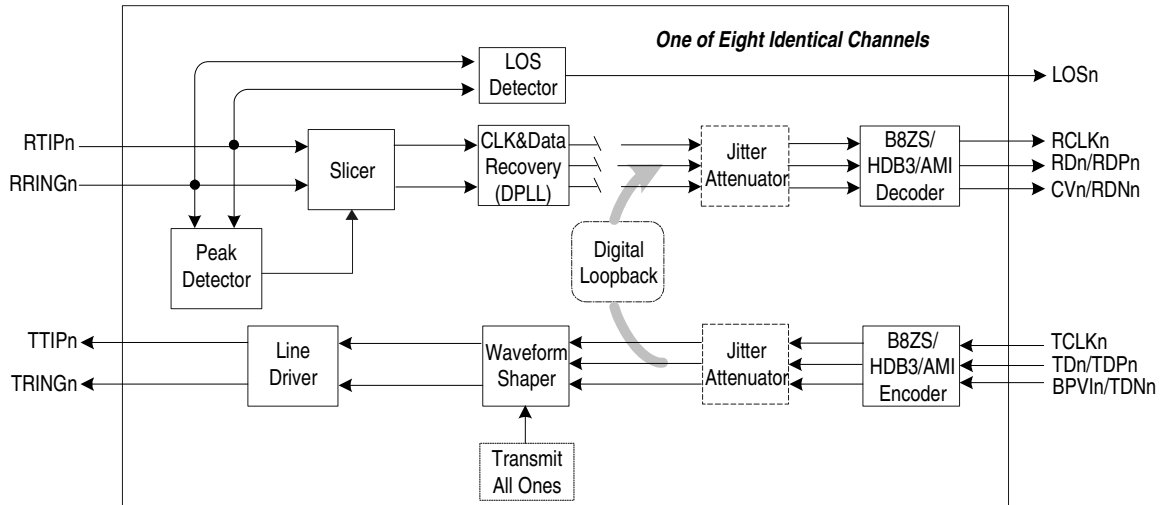 One of Eight Identical Channels
LOS
Detector
LOSn
RTIPn
RRINGn
Slicer
CLK&Data
Recovery
(DPLL)
Jitter
Attenuator
B8ZS/
HDB3/AMI
Decoder
RCLKn
RDn/RDPn
CVn/RDNn
Peak
Detector
Digital
Loopback
TTIPn
TRINGn
Line
Driver
Waveform
Shaper
Jitter
Attenuator
B8ZS/
HDB3/AMI
Encoder
TCLKn
TDn/TDPn
BPVIn/TDNn
Transmit
All Ones